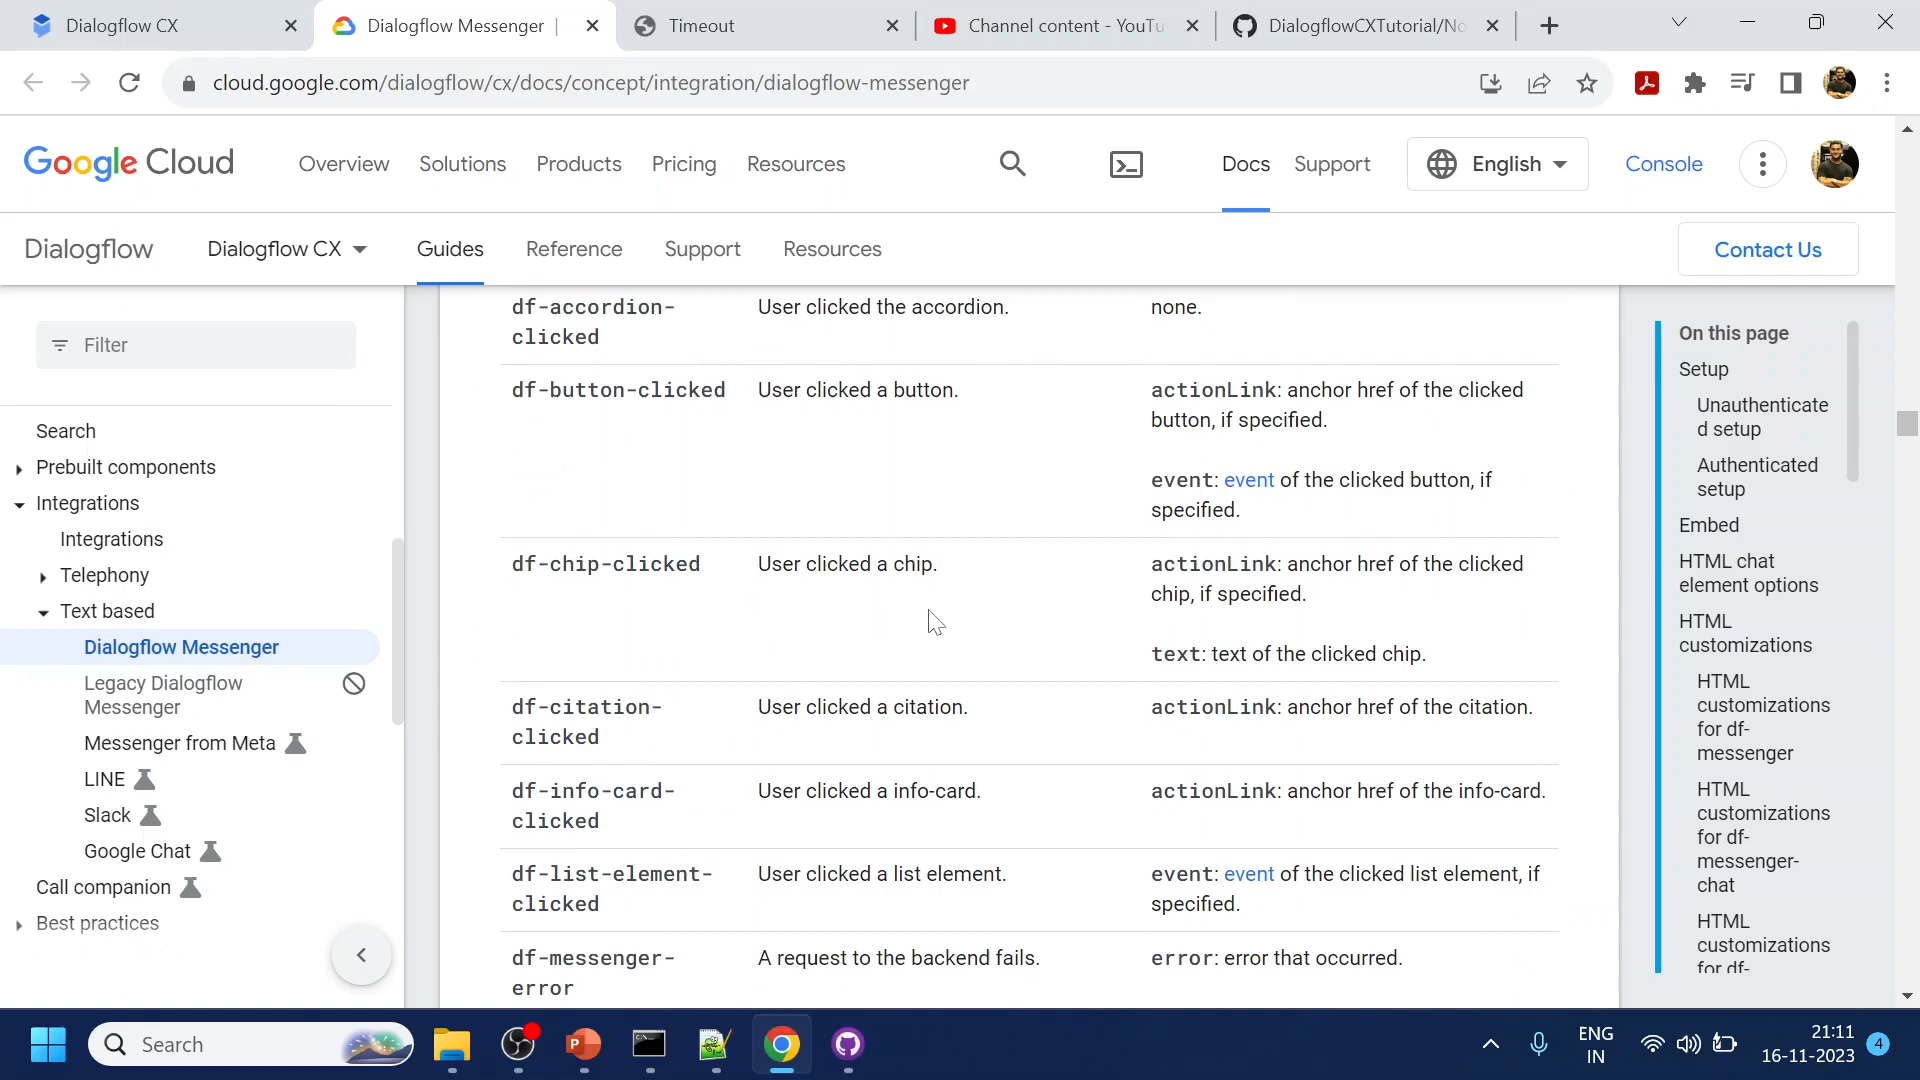 Dialogflow CX
Dialogflow Messenger |
Timeout
Channel content - YouTu
DialogflowCXTutorial/No
cloud.google.com/dialogflow/cx/docs/concept/integration/dialogflow-messenger
Google Cloud
Overview
Solutions
Products
Pricing
Resources
Docs
Support
English
Console
Dialogflow
Dialogflow CX
Guides
Reference
Support
Resources
Contact Us
Filter
Search
Prebuilt components
Integrations
Integrations
Telephony
Text based
Dialogflow Messenger
Legacy Dialogflow
Messenger
Messenger from Meta
LINE
Slack
Google Chat
Call companion
Best practices
df-accordion-
clicked
User clicked the accordion.
none.
df-button-clicked
User clicked a button.
actionLink: anchor href of the clicked
button, if specified.
event: event of the clicked button, if
specified.
df-chip-clicked
User clicked a chip.
actionLink: anchor href of the clicked
chip, if specified.
text: text of the clicked chip.
df-citation-
clicked
User clicked a citation.
actionLink: anchor href of the citation.
df-info-card-
clicked
User clicked a info-card.
actionLink: anchor href of the info-card.
df-list-element-
clicked
User clicked a list element.
event: event of the clicked list element, if
specified.
df-messenger-
error
A request to the backend fails.
error: error that occurred.
On this page
Setup
Unauthenticate
d setup
Authenticated
setup
Embed
HTML chat
element options
HTML
customizations
HTML
customizations
for df-
messenger
HTML
customizations
for df-
messenger-
chat
HTML
customizations
for df-
Search
ENG
IN
21:11
16-11-2023
4